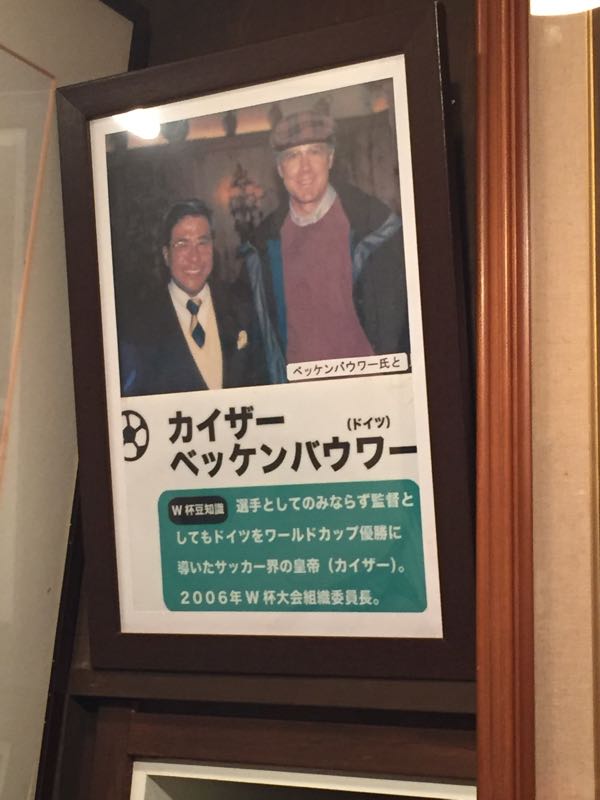 ベッケンバウワー氏と
カイザー (ドイツ)
ベッケンバウワー
W杯豆知識 選手としてのみならず監督と
してもドイツをワールドカップ優勝に
導いたサッカー界の皇帝（カイザー）。
2006年W杯大会組織委員長。